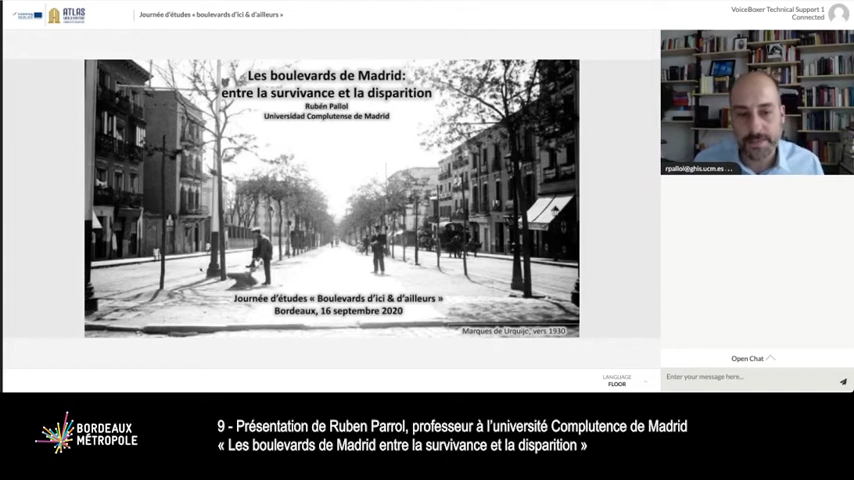 ATLAS
Journée d'études « boulevards d'ici & d'ailleurs »
VoiceBoxer Technical Support 1
Connected
Les boulevards de Madrid:
entre la survivance et la disparition
Rubén Pallol
Universidad Complutense de Madrid
Journée d'études « Boulevards d'ici & d'ailleurs »
Bordeaux, 16 septembre 2020
Marques de Urquijo, vers 1930
rpallol@ghis.ucm.es ...
Open Chat
LANGUAGE
FLOOR
Enter your message here...
BORDEAUX
MÉTROPOLE
9 - Présentation de Ruben Parrol, professeur à l'université Complutence de Madrid
« Les boulevards de Madrid entre la survivance et la disparition »